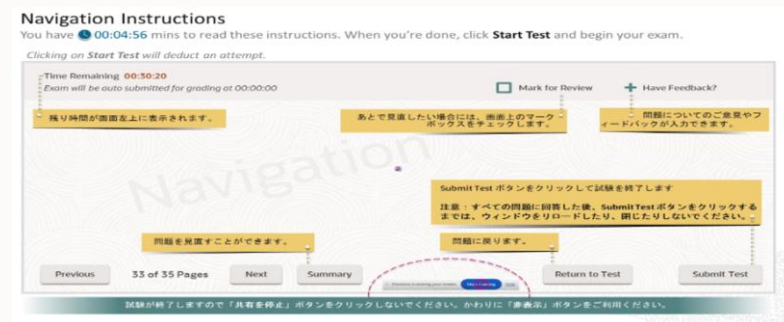 Navigation Instructions
You have 00:04:56 mins to read these instructions. When you're done, click Start Test and begin your exam.
Clicking on Start Test will deduct an attempt.
Time Remaining 00:30:20
Exam will be auto submitted for grading at 00:00:00
Mark for Review
Have Feedback?
残り時間が画面左上に表示されます。
あとで見直したい場合には、画面上のマーク
ボックスをチェックします。
問題についてのご意見やフ
ィードバックが入力できます。
Navigation
Submit Test ボタンをクリックして試験を終了します
注意：すべての問題に回答した後、Submit Test ボタンをクリックする
までは、ウィンドウをリロードしたり、閉じたりしないでください。
問題を見直すことができます。
問題に戻ります。
Previous
33 of 35 Pages
Next
Summary
Return to Test
Submit Test
試験が終了しますので「共有を停止」ボタンをクリックしないでください。かわりに「非表示」ボタンをご利用ください。